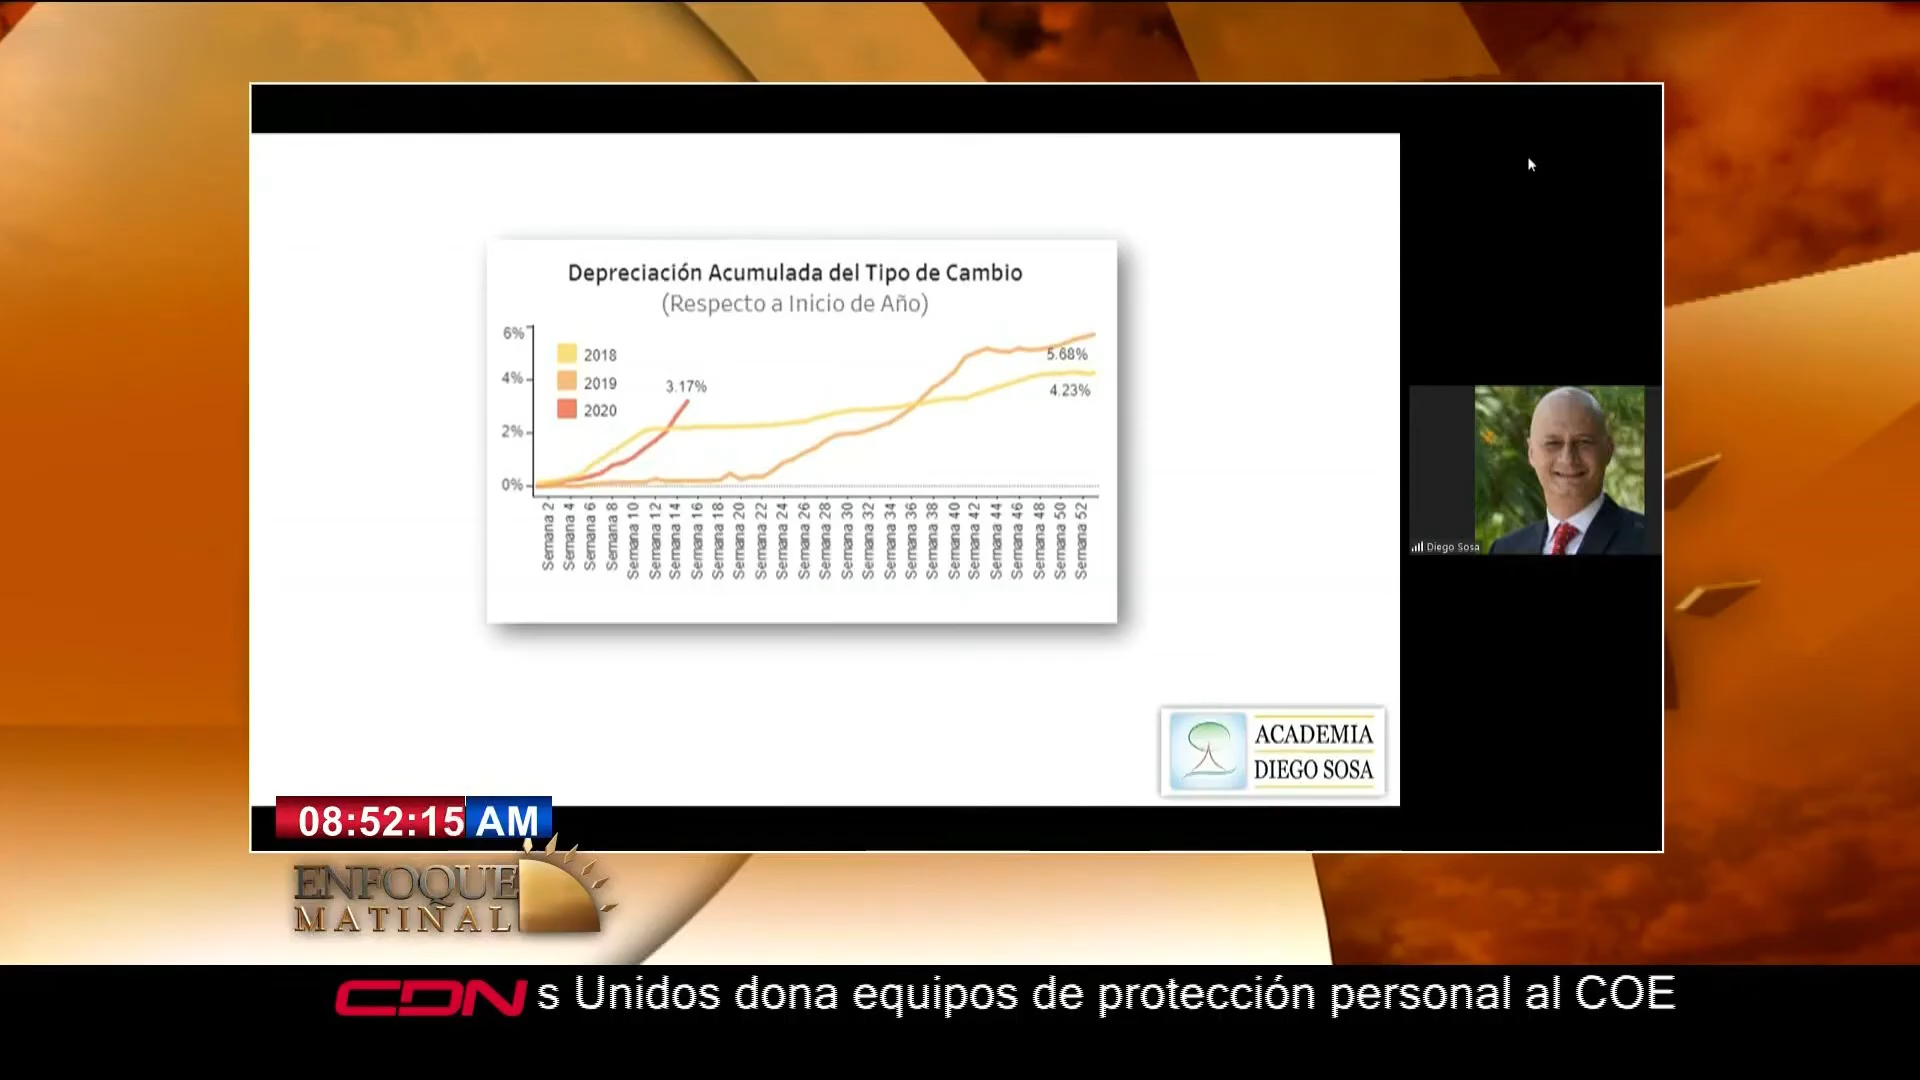 Depreciación Acumulada del Tipo de Cambio
(Respecto a Inicio de Año)
6%
4%
2%
0%
2018
2019
2020
3.17%
5.68%
4.23%
Semana 2
Semana 4
Semana 6
Semana 8
Semana 10
Semana 12
Semana 14
Semana 16
Semana 18
Semana 20
Semana 22
Semana 24
Semana 26
Semana 28
Semana 30
Semana 32
Semana 34
Semana 36
Semana 38
Semana 40
Semana 42
Semana 44
Semana 46
Semana 48
Semana 50
Semana 52
Diego Sosa
ACADEMIA
DIEGO SOSA
08:52:15 AM
ENFOQUE
MATINAL
CDN s Unidos dona equipos de protección personal al COE